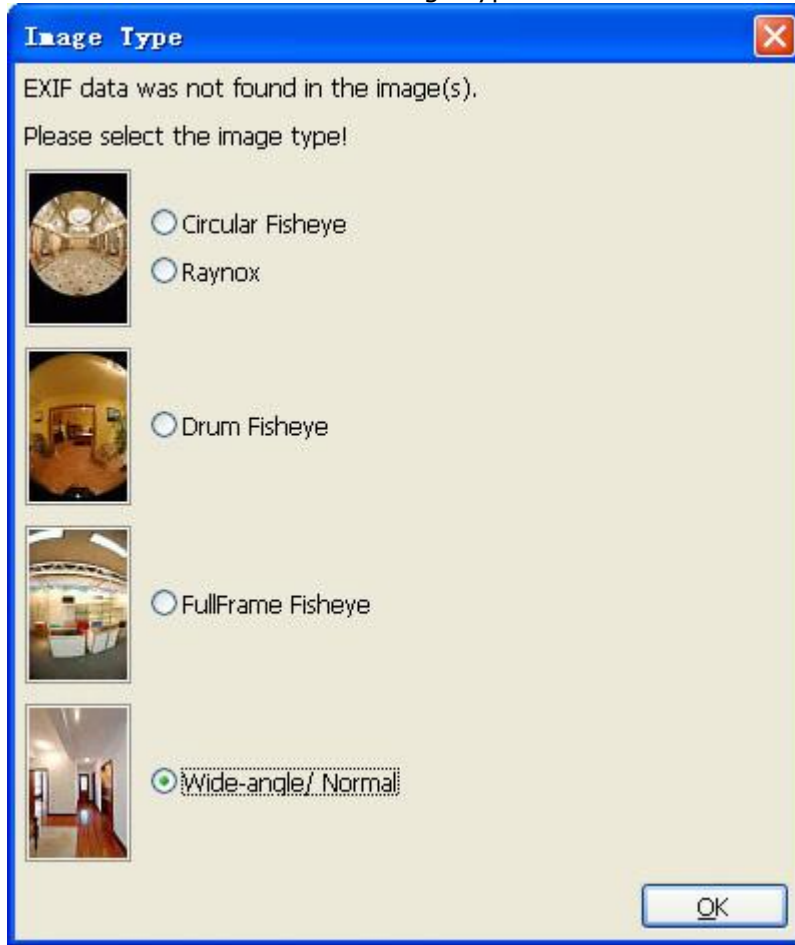 Image Type
EXIF data was not found in the image(s).
Please select the image type!
Circular Fisheye
Raynox
Drum Fisheye
FullFrame Fisheye
Wide-angle/ Normal
OK